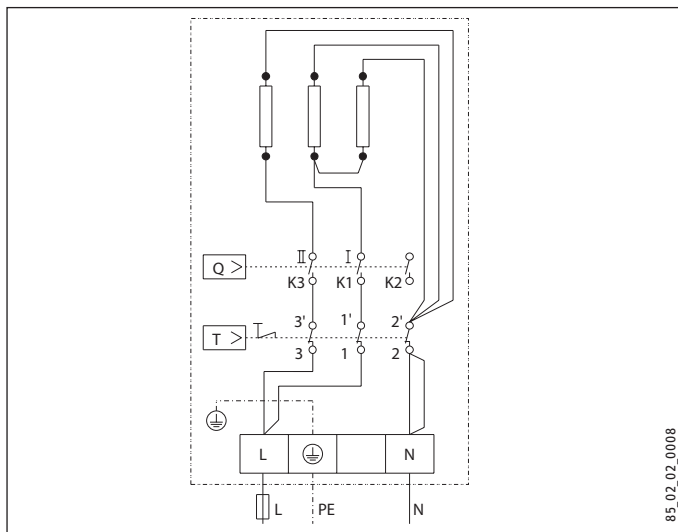 II I
Q >
K3 K1 K2
3' 1' 2'
T >
3 1 2
L N
L PE N
85_02_02_0008